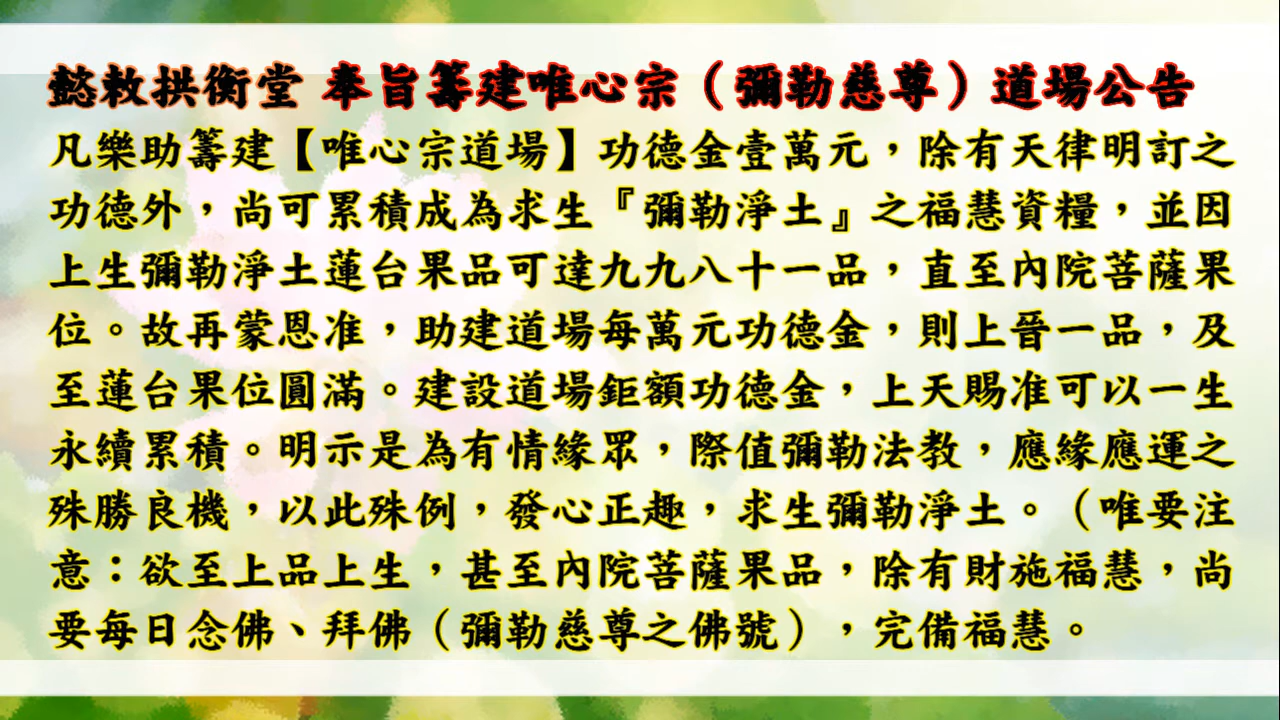 懿敕拱衡堂 奉旨籌建唯心宗（彌勒慈尊）道場公告
凡樂助籌建【唯心宗道場】功德金壹萬元，除有天律明訂之
功德外，尚可累積成為求生『彌勒淨土』之福慧資糧，並因
上生彌勒淨土蓮台果品可達九九八十一品，直至內院菩薩果
位。故再蒙恩准，助建道場每萬元功德金，則上晉一品，及
至蓮台果位圓滿。建設道場鉅額功德金，上天賜准可以一生
永續累積。明示是為有情緣眾，際值彌勒法教，應緣應運之
殊勝良機，以此殊例，發心正趣，求生彌勒淨土。（唯要注
意：欲至上品上生，甚至內院菩薩果品，除有財施福慧，尚
要每日念佛、拜佛（彌勒慈尊之佛號），完備福慧。